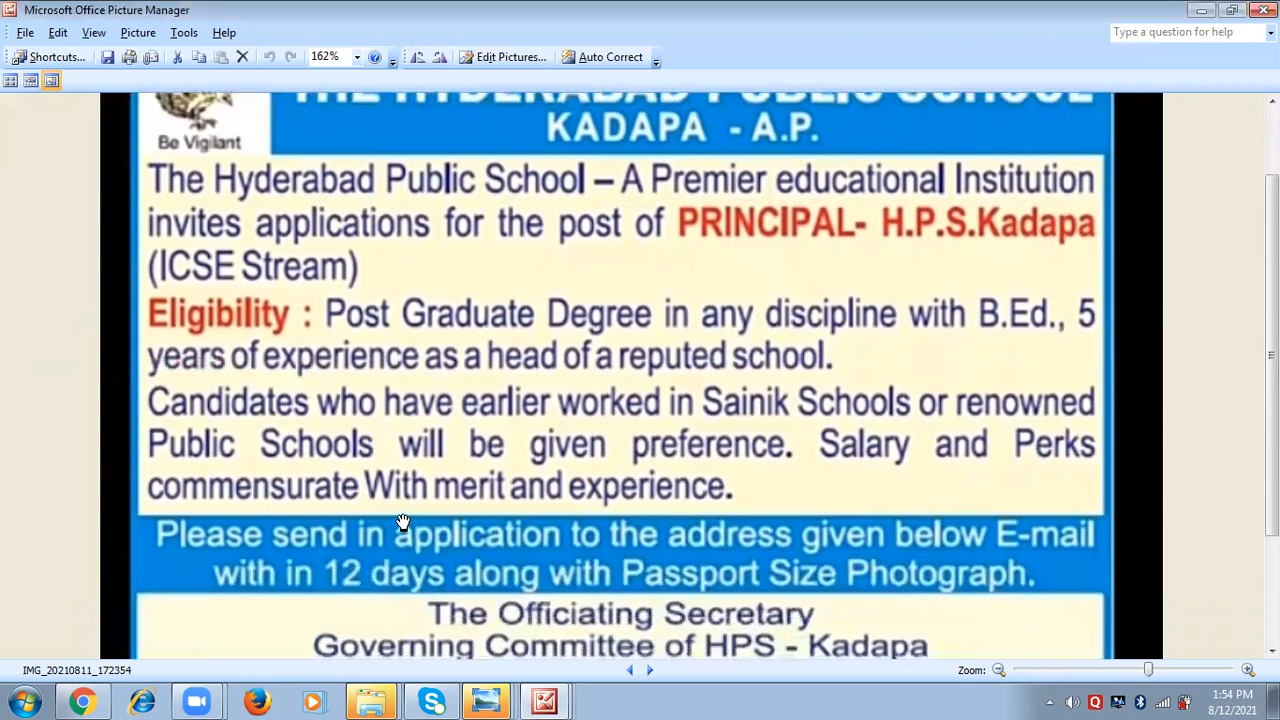 Microsoft Office Picture Manager
File Edit View Picture Tools Help
Type a question for help
Shortcuts... 162% Edit Pictures... Auto Correct
THE HYDERABAD PUBLIC SCHOOL
Be Vigilant
KADAPA - A.P.
The Hyderabad Public School – A Premier educational Institution
invites applications for the post of PRINCIPAL- H.P.S.Kadapa
(ICSE Stream)
Eligibility : Post Graduate Degree in any discipline with B.Ed., 5
years of experience as a head of a reputed school.
Candidates who have earlier worked in Sainik Schools or renowned
Public Schools will be given preference. Salary and Perks
commensurate With merit and experience.
Please send in application to the address given below E-mail
with in 12 days along with Passport Size Photograph.
The Officiating Secretary
Governing Committee of HPS - Kadapa
IMG_20210811_172354
Zoom:
1:54 PM
8/12/2021